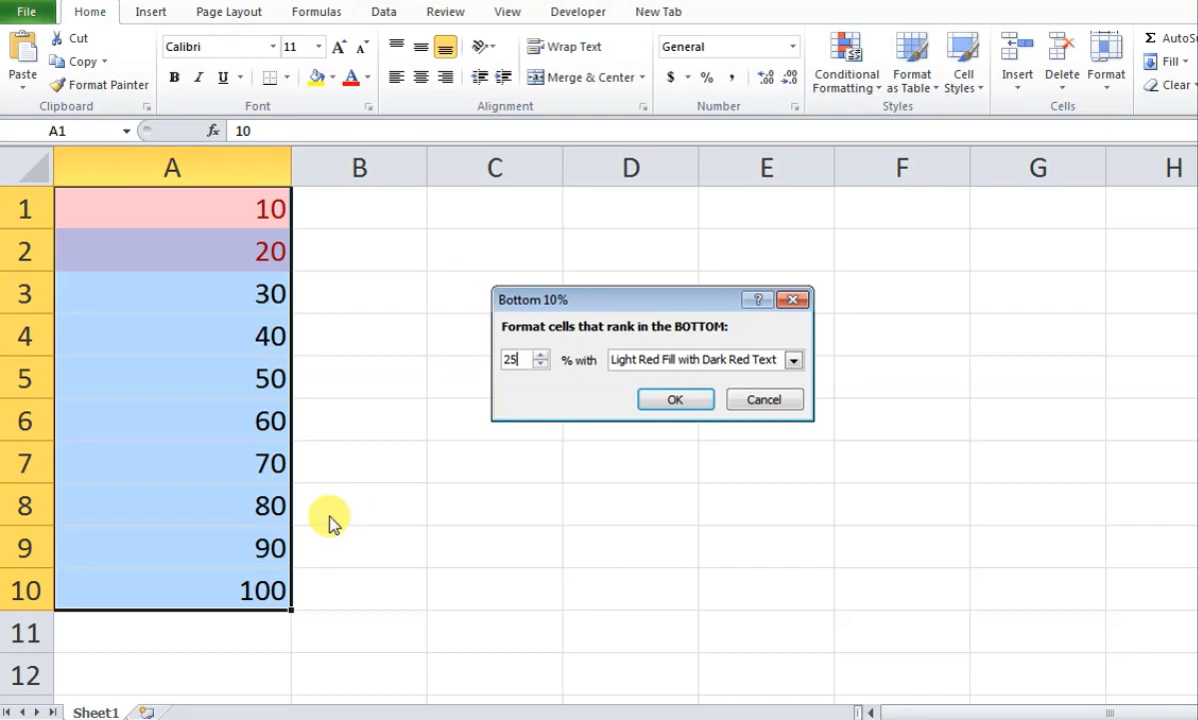 File Home Insert Page Layout Formulas Data Review View Developer New Tab
Paste Cut Copy Format Painter
Calibri 11
B I U A
Wrap Text
Merge & Center
General
$ % ,
Conditional Formatting Format as Table Cell Styles
Insert Delete Format
Σ AutoS
Fill
Clear
Clipboard Font Alignment Number Styles Cells
A1 fx 10
A B C D E F G H
1 10
2 20
3 30
4 40
5 50
6 60
7 70
8 80
9 90
10 100
11
12
Bottom 10%
Format cells that rank in the BOTTOM:
25 % with Light Red Fill with Dark Red Text
OK Cancel
Sheet1